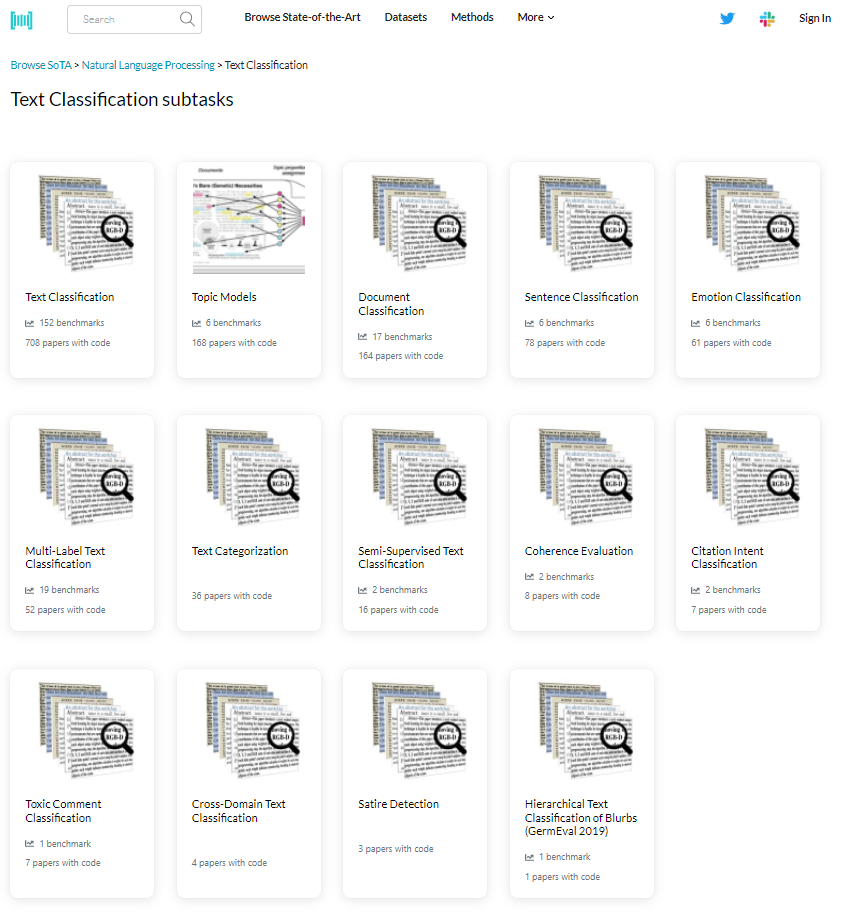 Search
Browse State-of-the-Art
Datasets
Methods
More
Sign In
Browse SoTA > Natural Language Processing > Text Classification
Text Classification subtasks
Documents
Topic proportions
Text Classification
152 benchmarks
708 papers with code
Topic Models
6 benchmarks
168 papers with code
Document
Classification
17 benchmarks
164 papers with code
Sentence Classification
6 benchmarks
78 papers with code
Emotion Classification
6 benchmarks
61 papers with code
Multi-Label Text
Classification
19 benchmarks
52 papers with code
Text Categorization
36 papers with code
Semi-Supervised Text
Classification
2 benchmarks
16 papers with code
Coherence Evaluation
2 benchmarks
8 papers with code
Citation Intent
Classification
2 benchmarks
7 papers with code
Toxic Comment
Classification
1 benchmark
7 papers with code
Cross-Domain Text
Classification
4 papers with code
Satire Detection
3 papers with code
Hierarchical Text
Classification of Blurbs
(GermEval 2019)
1 benchmark
1 papers with code